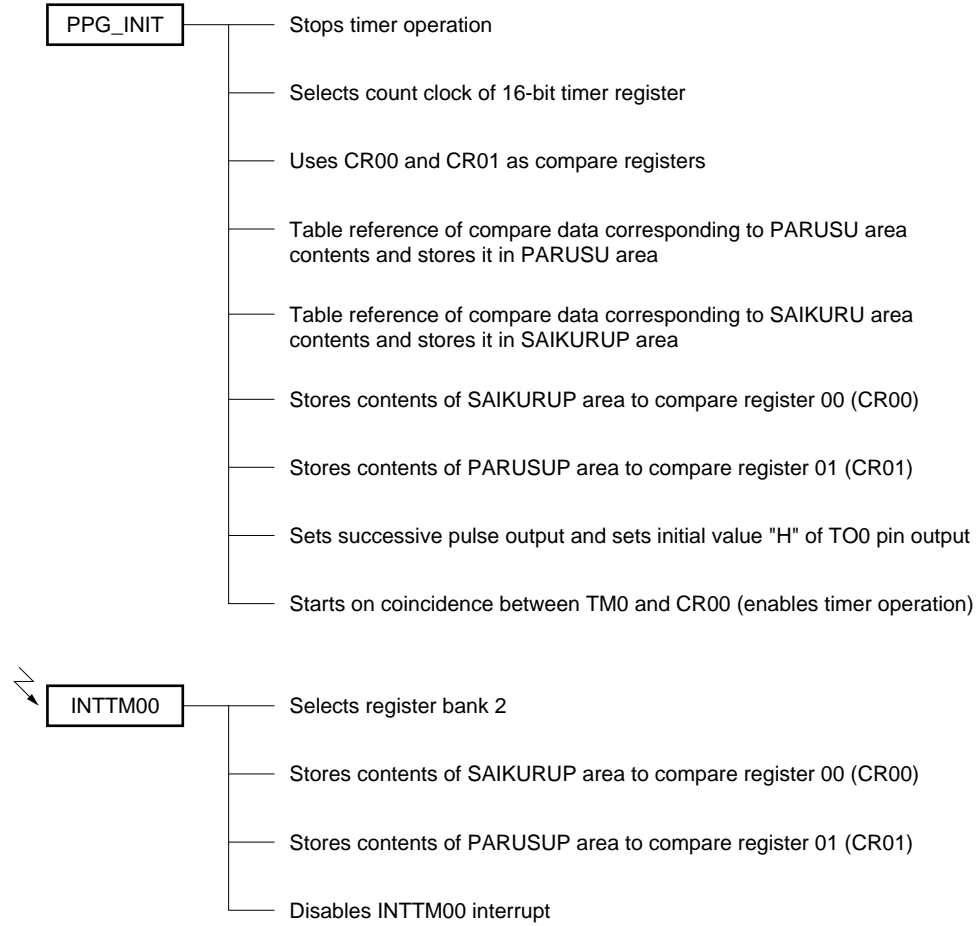 PPG_INIT
Stops timer operation
Selects count clock of 16-bit timer register
Uses CR00 and CR01 as compare registers
Table reference of compare data corresponding to PARUSU area
contents and stores it in PARUSU area
Table reference of compare data corresponding to SAIKURU area
contents and stores it in SAIKURUP area
Stores contents of SAIKURUP area to compare register 00 (CR00)
Stores contents of PARUSUP area to compare register 01 (CR01)
Sets successive pulse output and sets initial value "H" of TO0 pin output
Starts on coincidence between TM0 and CR00 (enables timer operation)
INTTM00
Selects register bank 2
Stores contents of SAIKURUP area to compare register 00 (CR00)
Stores contents of PARUSUP area to compare register 01 (CR01)
Disables INTTM00 interrupt